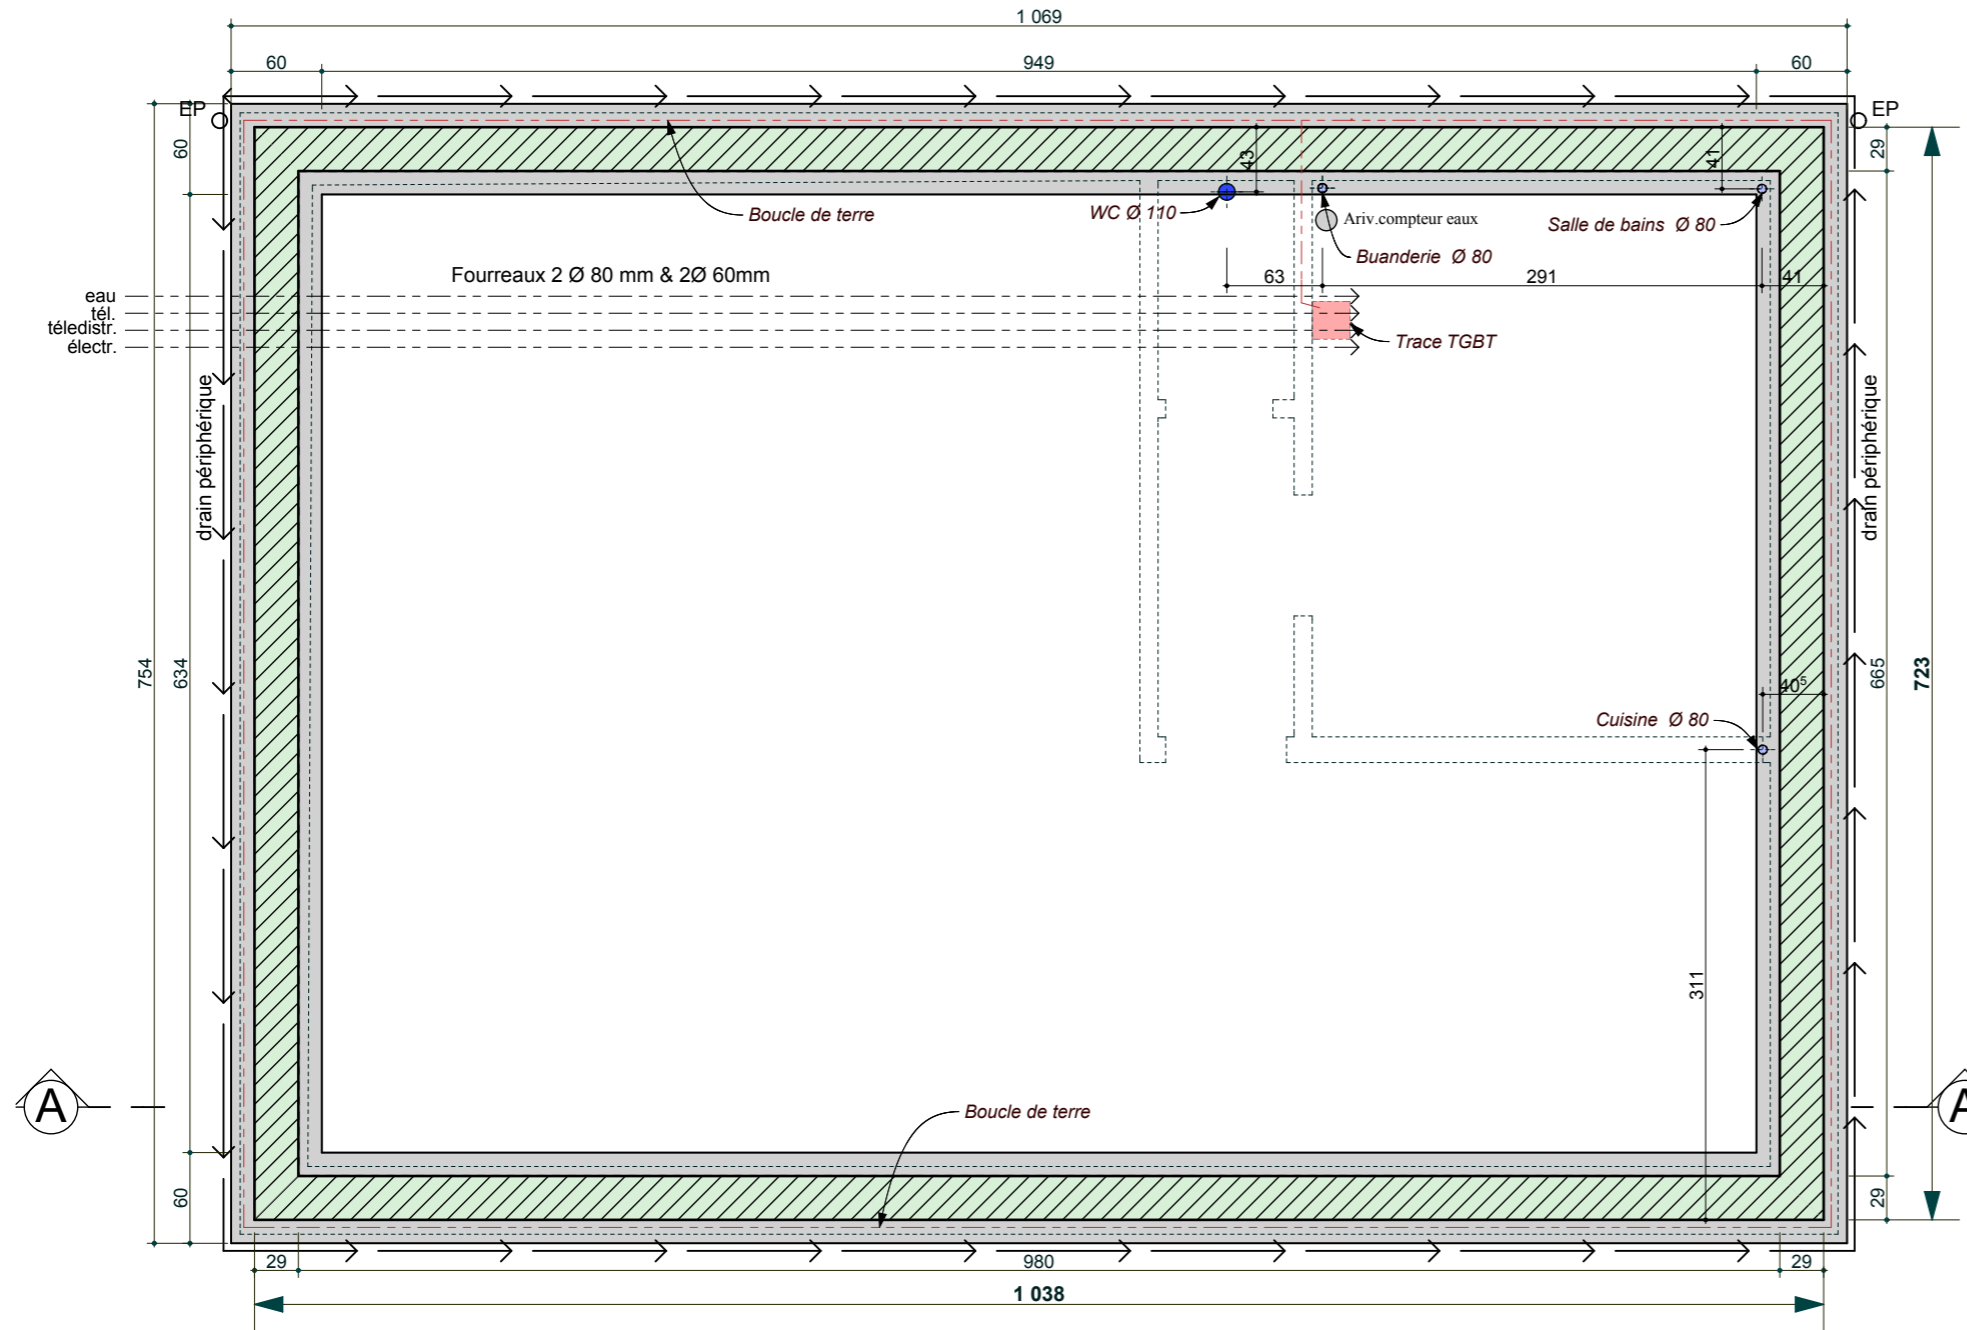 1 069
60 949 60
EP EP
60 43 41 29
Boucle de terre
WC Ø 110
Ariv.compteur eaux
Salle de bains Ø 80
Buanderie Ø 80
Fourreaux 2 Ø 80 mm & 2Ø 60mm
63 291 41
eau
tél.
téledistr.
électr.
Trace TGBT
drain périphérique
drain périphérique
754 634 665 723
40⁵
Cuisine Ø 80
311
A A
Boucle de terre
60 29
29 980 29
1 038